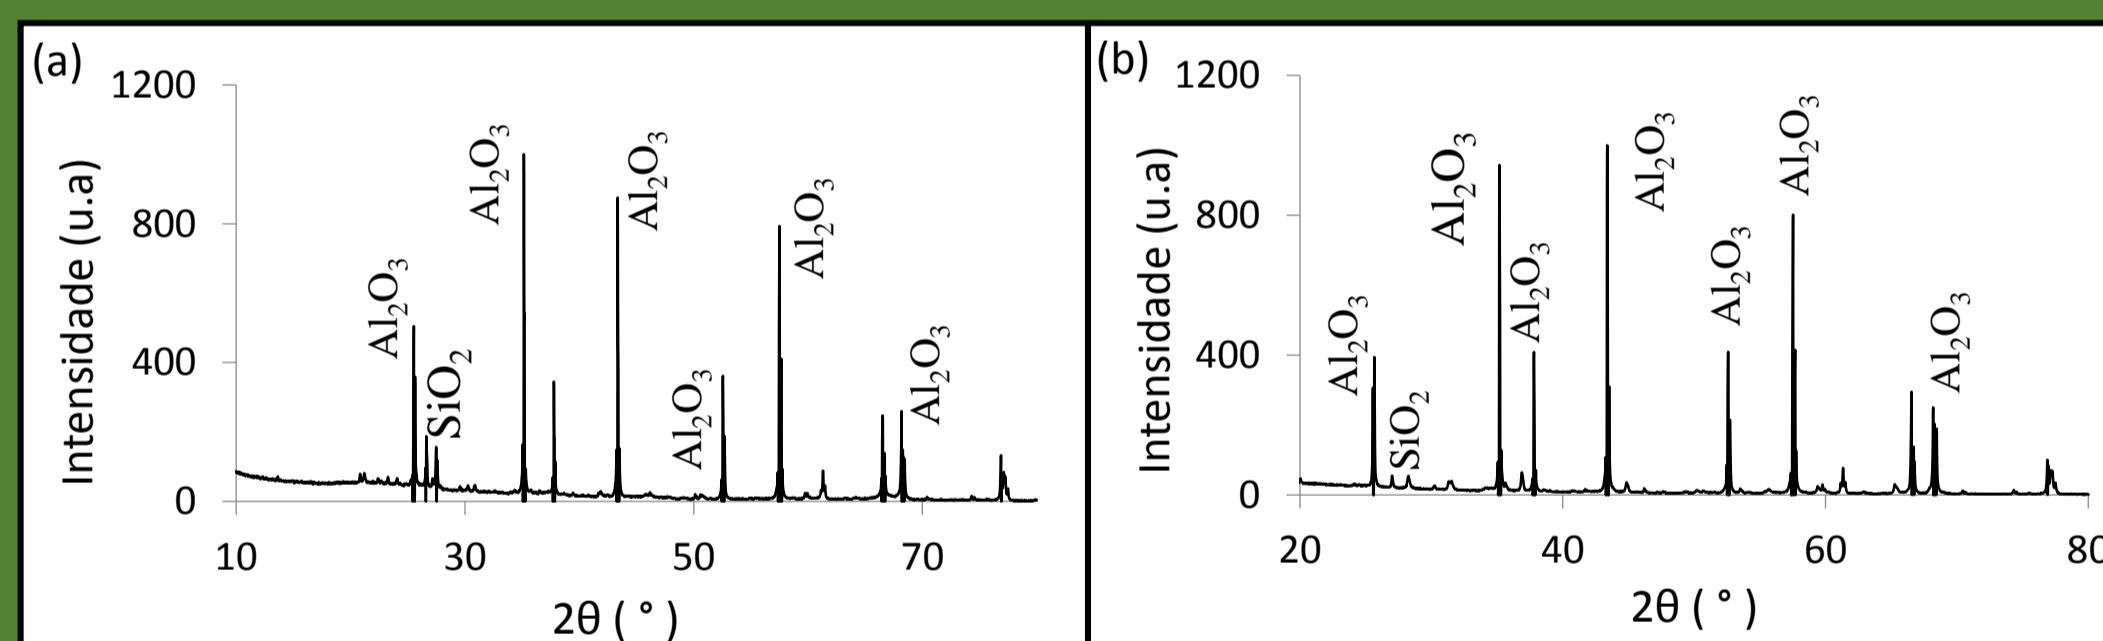 (a)
Intensidade (u.a)
1200
800
400
0
Al₂O₃
SiO₂
Al₂O₃
Al₂O₃
Al₂O₃
Al₂O₃
Al₂O₃
10 30 50 70
2θ ( ° )
(b)
Intensidade (u.a)
1200
800
400
0
Al₂O₃
SiO₂
Al₂O₃
Al₂O₃
Al₂O₃
Al₂O₃
Al₂O₃
Al₂O₃
20 40 60 80
2θ ( ° )